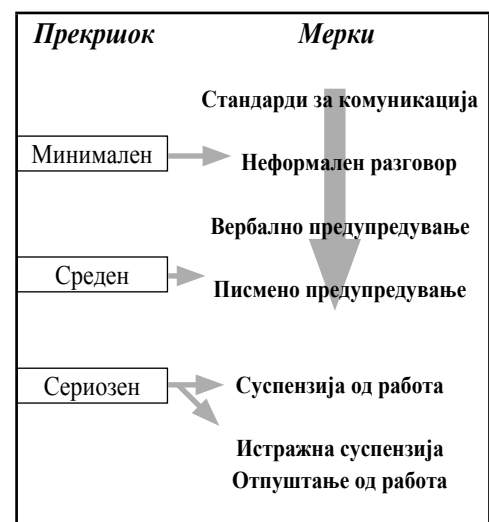 Прекршок Мерки
Стандарди за комуникација
Минимален Неформален разговор
Вербално предупредување
Среден Писмено предупредување
Сериозен Суспензија од работа
Истражна суспензија
Отпуштање од работа